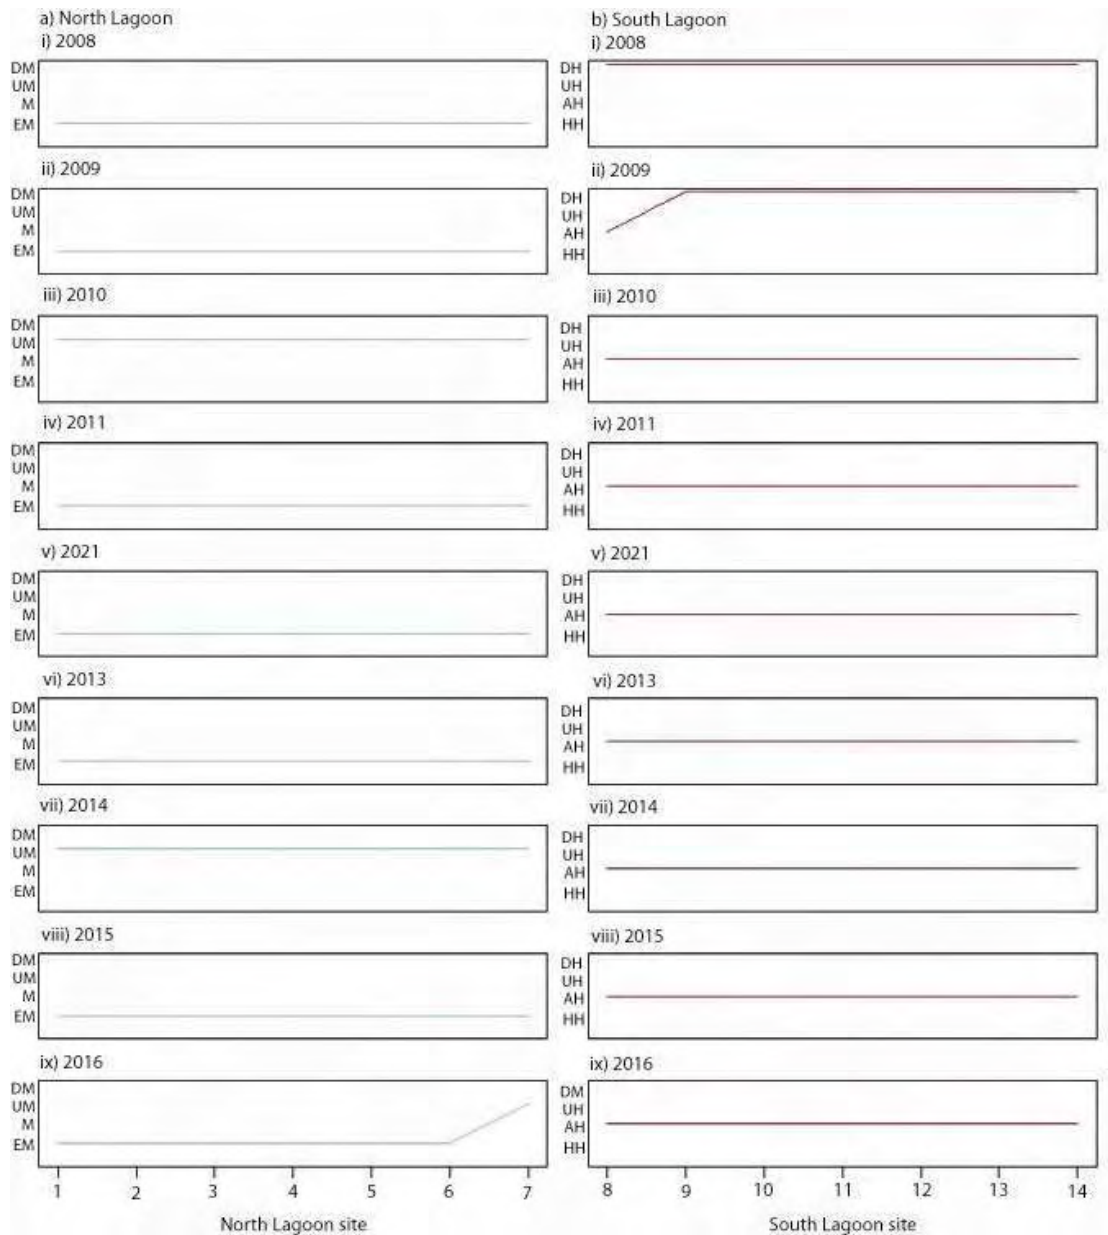 a) North Lagoon
i) 2008
DM
UM
M
EM
ii) 2009
DM
UM
M
EM
iii) 2010
DM
UM
M
EM
iv) 2011
DM
UM
M
EM
v) 2021
DM
UM
M
EM
vi) 2013
DM
UM
M
EM
vii) 2014
DM
UM
M
EM
viii) 2015
DM
UM
M
EM
ix) 2016
DM
UM
M
EM
1 2 3 4 5 6 7
North Lagoon site
b) South Lagoon
i) 2008
DH
UH
AH
HH
ii) 2009
DH
UH
AH
HH
iii) 2010
DH
UH
AH
HH
iv) 2011
DH
UH
AH
HH
v) 2021
DH
UH
AH
HH
vi) 2013
DH
UH
AH
HH
vii) 2014
DH
UH
AH
HH
viii) 2015
DH
UH
AH
HH
ix) 2016
DM
UH
AH
HH
8 9 10 11 12 13 14
South Lagoon site